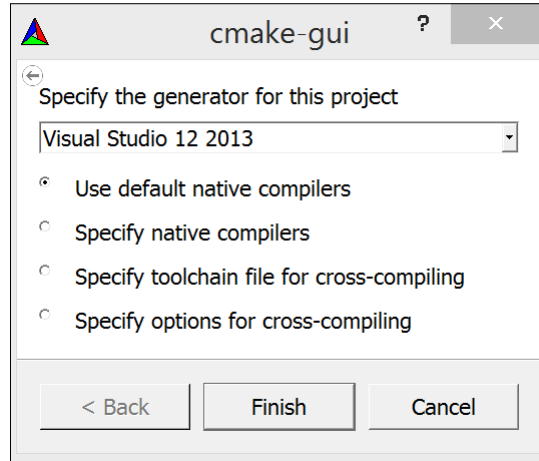 cmake-gui
?
Specify the generator for this project
Visual Studio 12 2013
Use default native compilers
Specify native compilers
Specify toolchain file for cross-compiling
Specify options for cross-compiling
< Back Finish Cancel